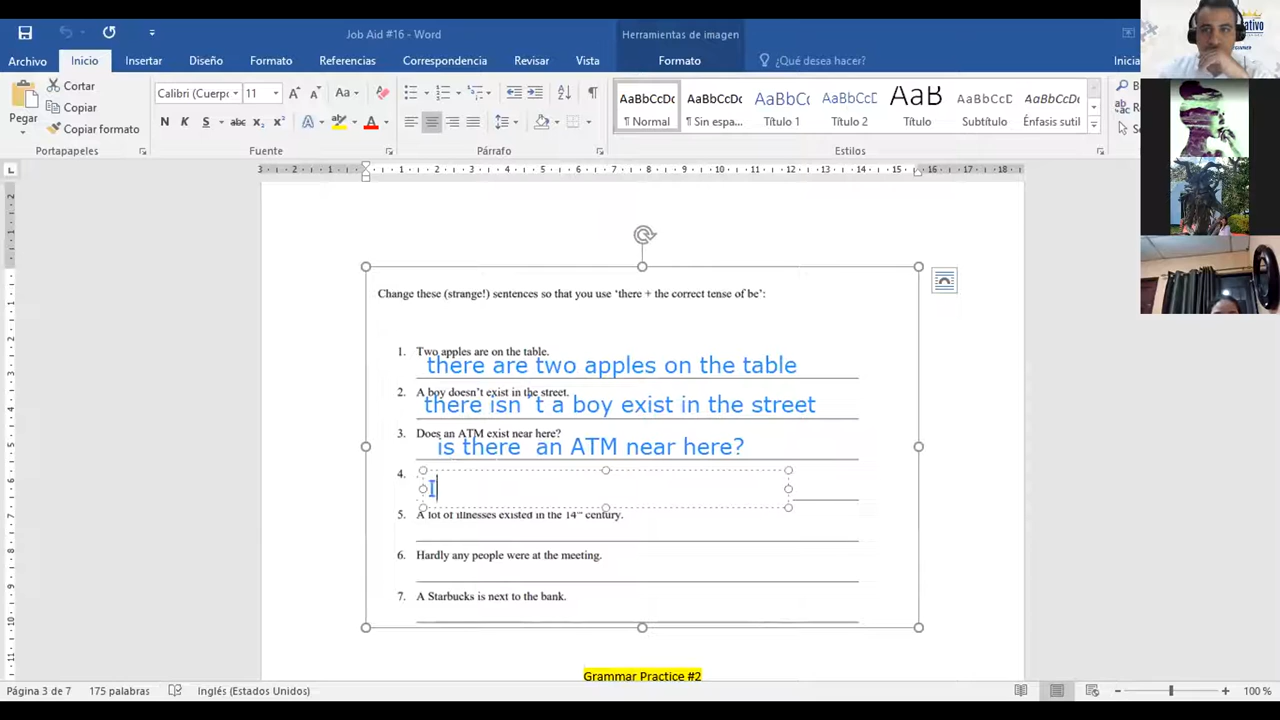 Job Aid #16 - Word
Herramientas de imagen
Archivo
Inicio
Insertar
Diseño
Formato
Referencias
Correspondencia
Revisar
Vista
Formato
¿Qué desea hacer?
Inicia
Pegar
Cortar
Copiar
Copiar formato
Portapapeles
Calibri (Cuerpo
11
Fuente
Párrafo
AaBbCcDc
¶ Normal
AaBbCcDc
¶ Sin espa...
AaBbCc
Título 1
AaBbCcD
Título 2
AaB
Título
AaBbCcD
Subtítulo
AaBbCcDc
Énfasis sutil
Estilos
Change these (strange!) sentences so that you use 'there + the correct tense of be':
1. Two apples are on the table.
there are two apples on the table
2. A boy doesn't exist in the street.
there isn ´t a boy exist in the street
3. Does an ATM exist near here?
is there  an ATM near here?
4.
I
5. A lot of illnesses existed in the 14th century.
6. Hardly any people were at the meeting.
7. A Starbucks is next to the bank.
Grammar Practice #2
Página 3 de 7
175 palabras
Inglés (Estados Unidos)
100 %